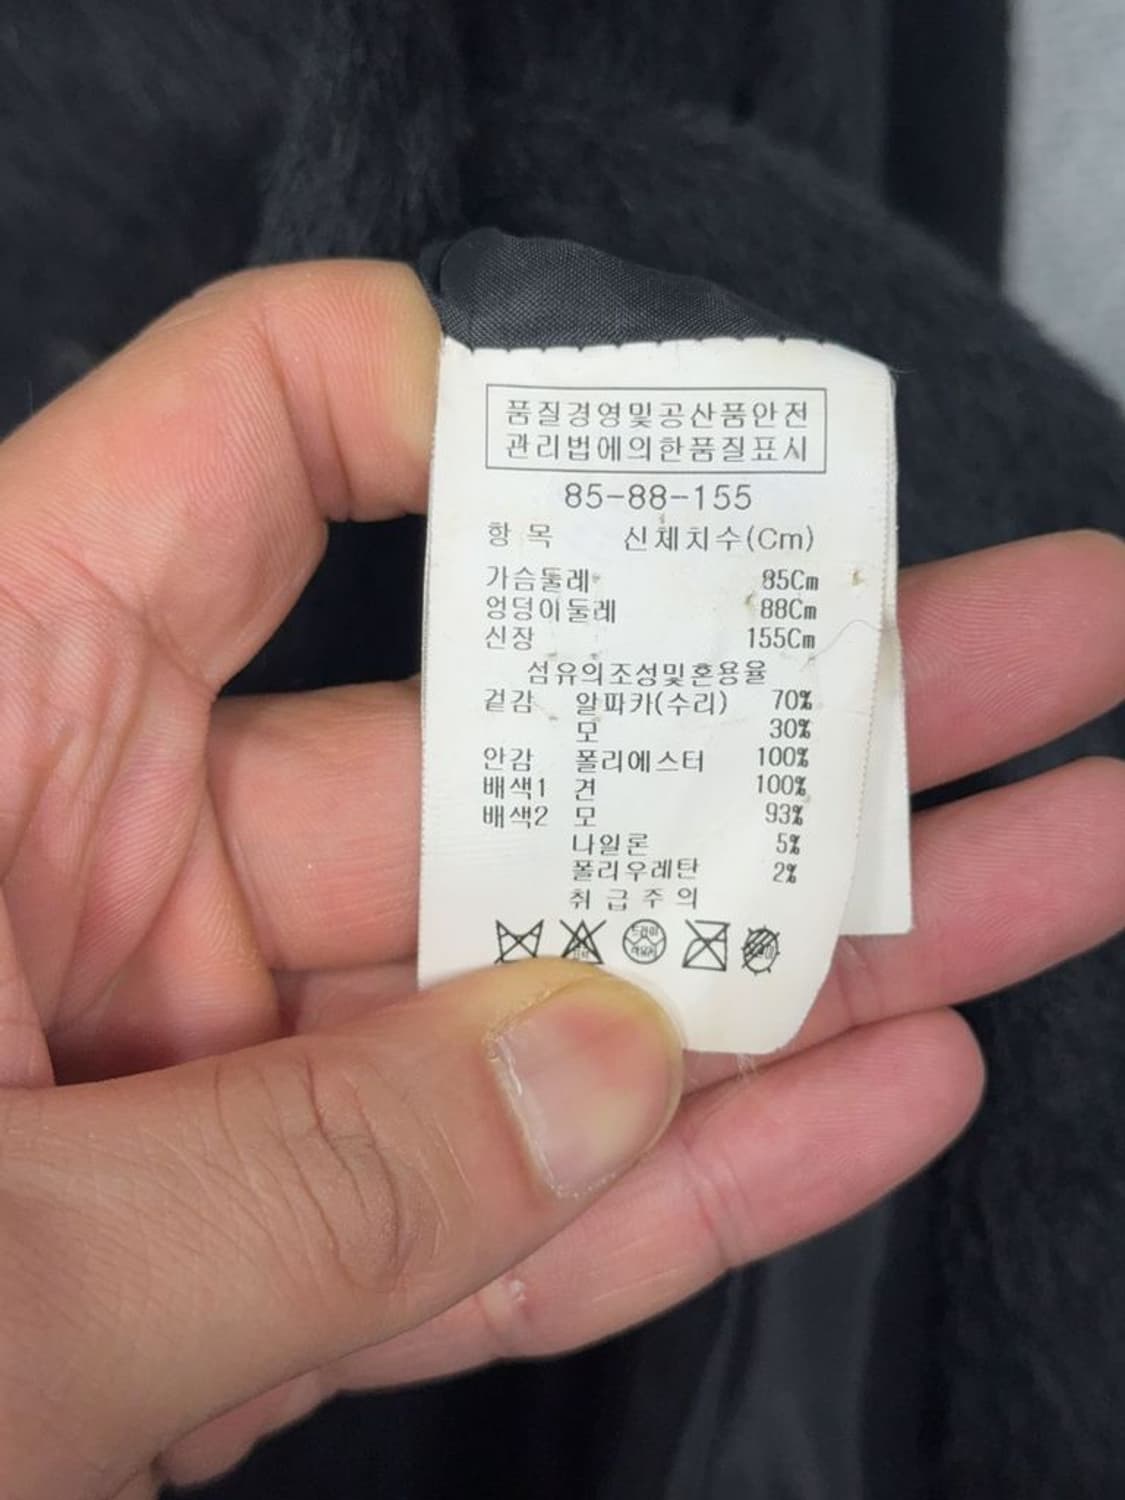 품질경영및공산품안전
관리법에의한품질표시
85-88-155
항 목 신체치수(Cm)
가슴둘레 85Cm
엉덩이둘레 88Cm
신장 155Cm
섬유의조성및혼용율
겉감 알파카(수리) 70%
모 30%
안감 폴리에스터 100%
배색1 견 100%
배색2 모 93%
나일론 5%
폴리우레탄 2%
취 급 주 의
드라이